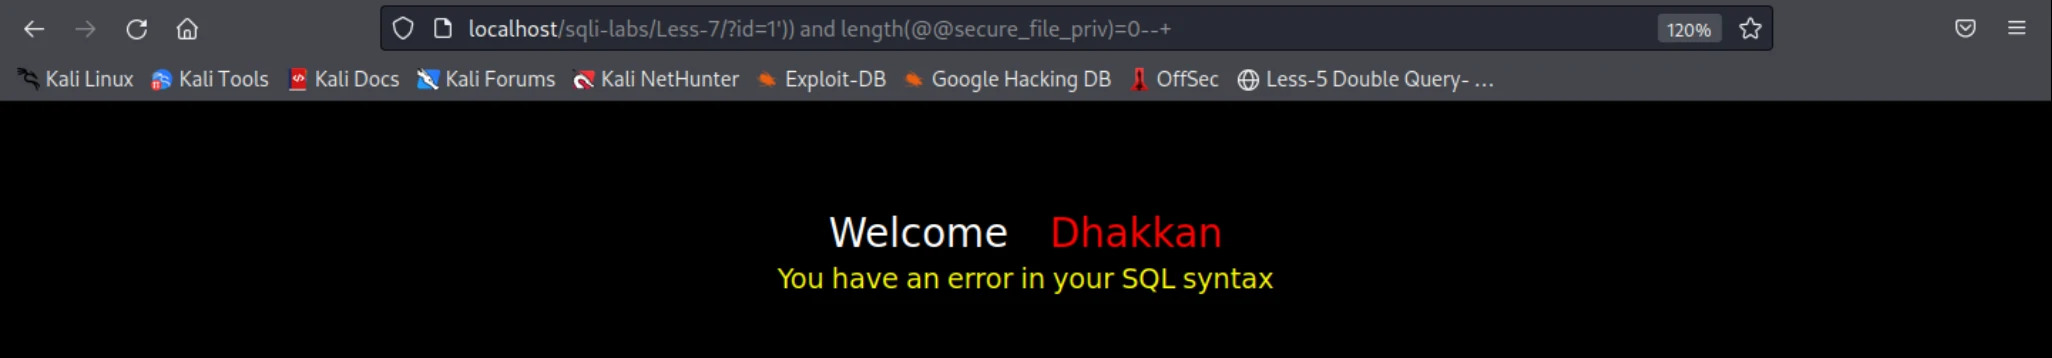 localhost/sqli-labs/Less-7/?id=1')) and length(@@secure_file_priv)=0--+ 120%
Kali Linux Kali Tools Kali Docs Kali Forums Kali NetHunter Exploit-DB Google Hacking DB OffSec Less-5 Double Query- ...
Welcome Dhakkan
You have an error in your SQL syntax